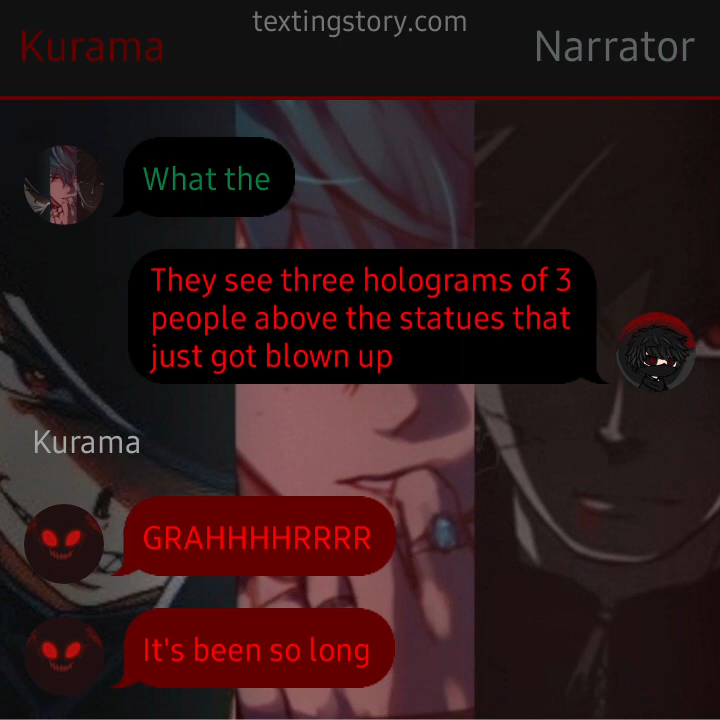 textingstory.com
Kurama
Narrator
What the
They see three holograms of 3
people above the statues that
just got blown up
Kurama
GRAHHHHRRRR
It's been so long